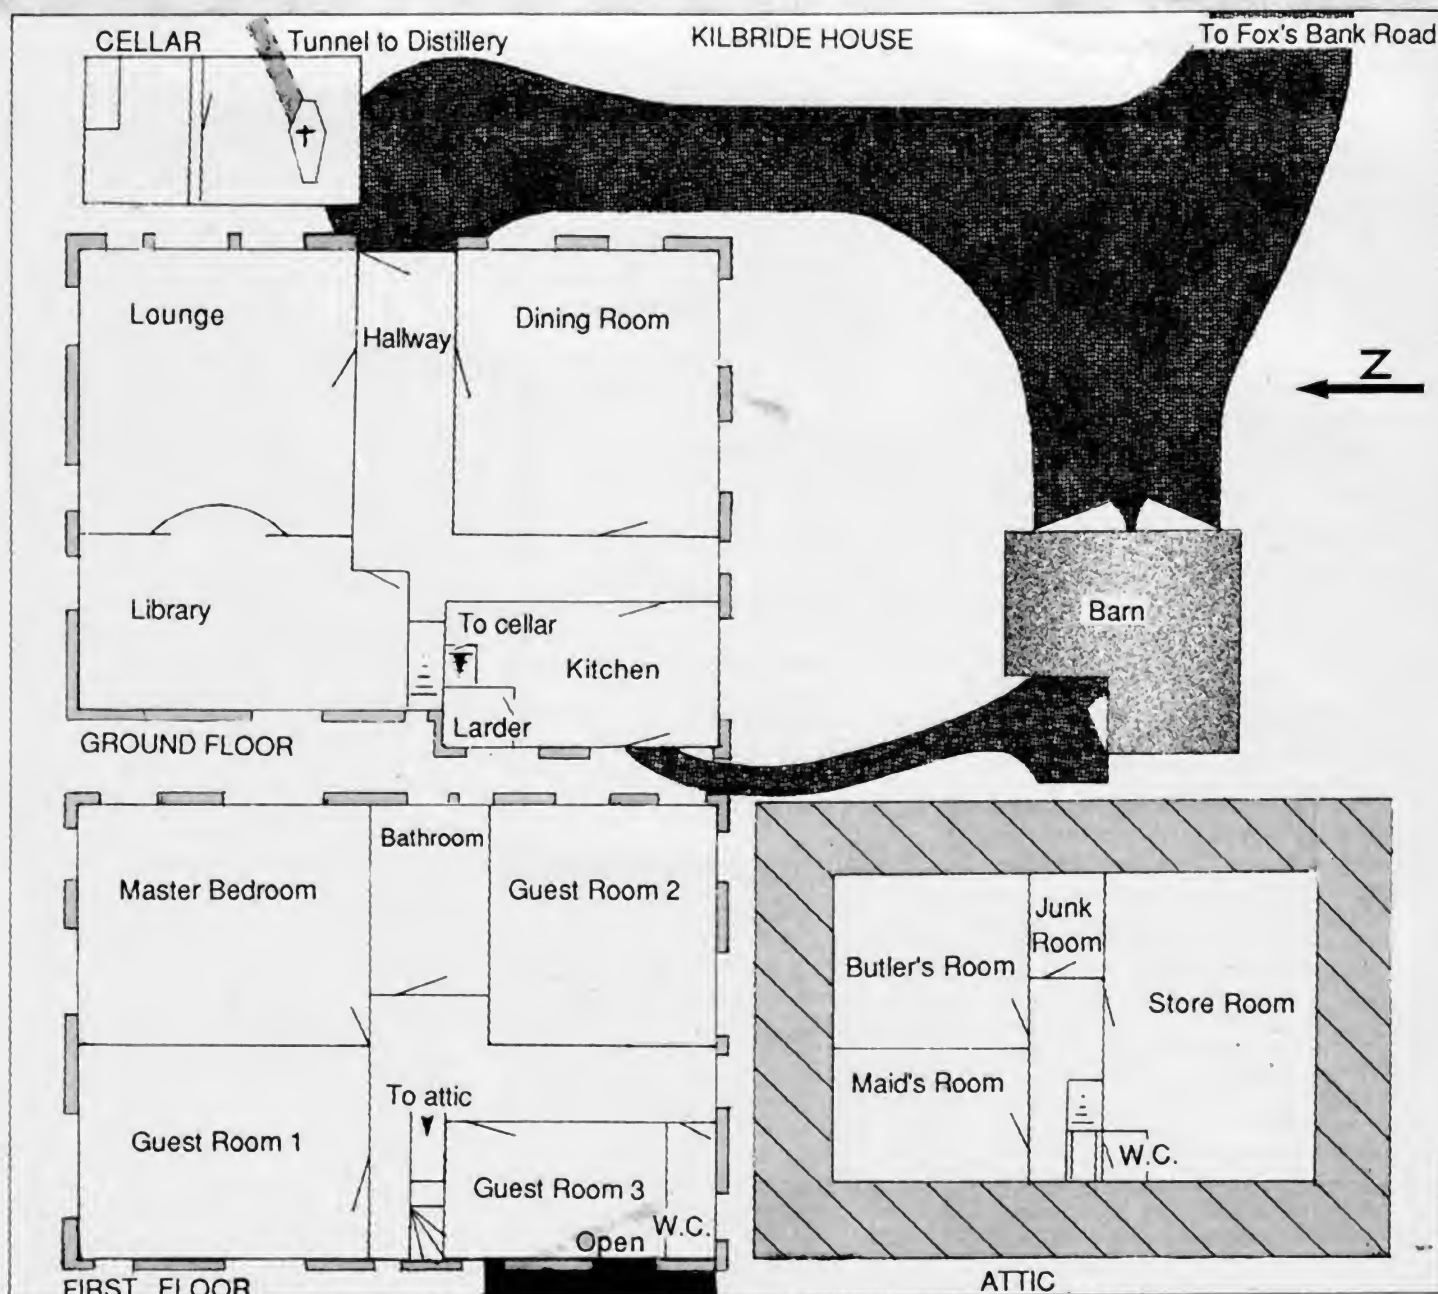 CELLAR
Tunnel to Distillery
KILBRIDE HOUSE
To Fox's Bank Road
Lounge
Hallway
Dining Room
N
Library
To cellar
Kitchen
Larder
Barn
GROUND FLOOR
Bathroom
Master Bedroom
Guest Room 2
To attic
Guest Room 1
Guest Room 3
Open
W.C.
FIRST FLOOR
Junk
Room
Butler's Room
Store Room
Maid's Room
W.C.
ATTIC